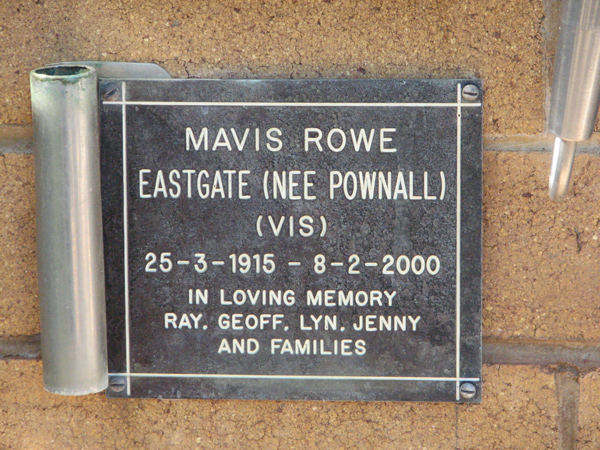 MAVIS ROWE
EASTGATE (NEE POWNALL)
(VIS)
25-3-1915 - 8-2-2000
IN LOVING MEMORY
RAY, GEOFF, LYN, JENNY
AND FAMILIES